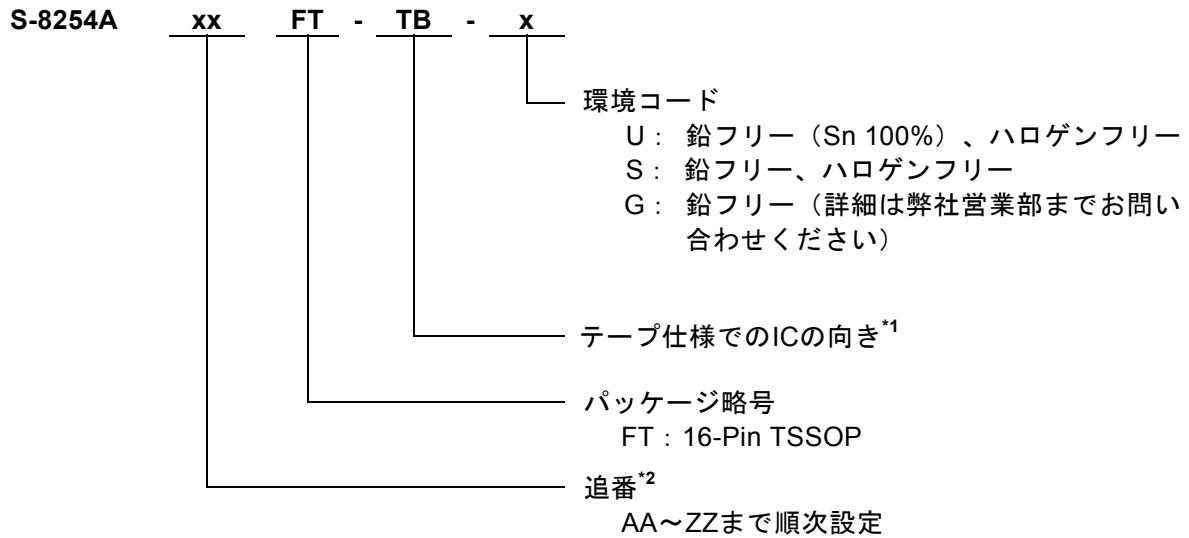 S-8254A xx FT - TB - x
環境コード
U： 鉛フリー（Sn 100%）、ハロゲンフリー
S： 鉛フリー、ハロゲンフリー
G： 鉛フリー（詳細は弊社営業部までお問い
合わせください）
テープ仕様でのICの向き*1
パッケージ略号
FT：16-Pin TSSOP
追番*2
AA～ZZまで順次設定